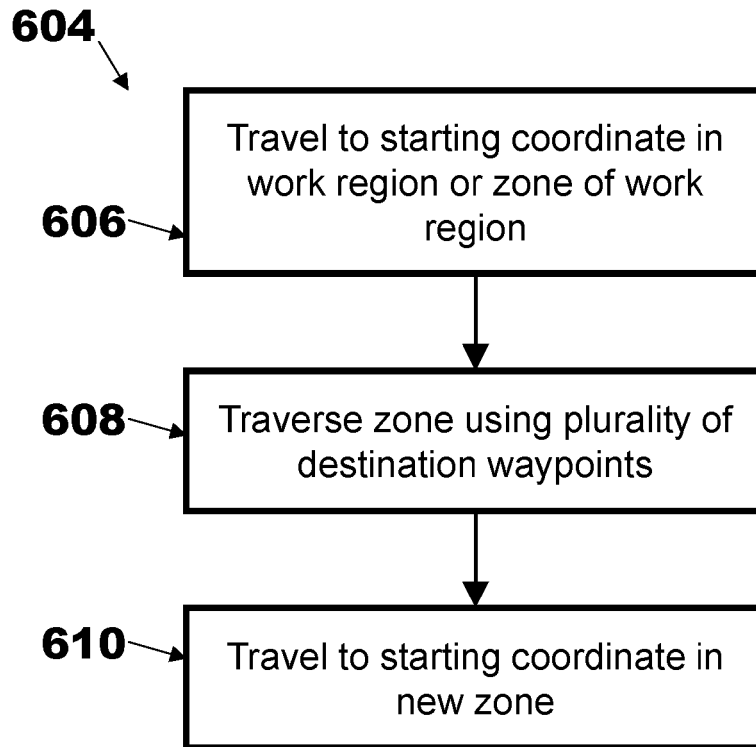 604
606
Travel to starting coordinate in
work region or zone of work
region
608
Traverse zone using plurality of
destination waypoints
610
Travel to starting coordinate in
new zone